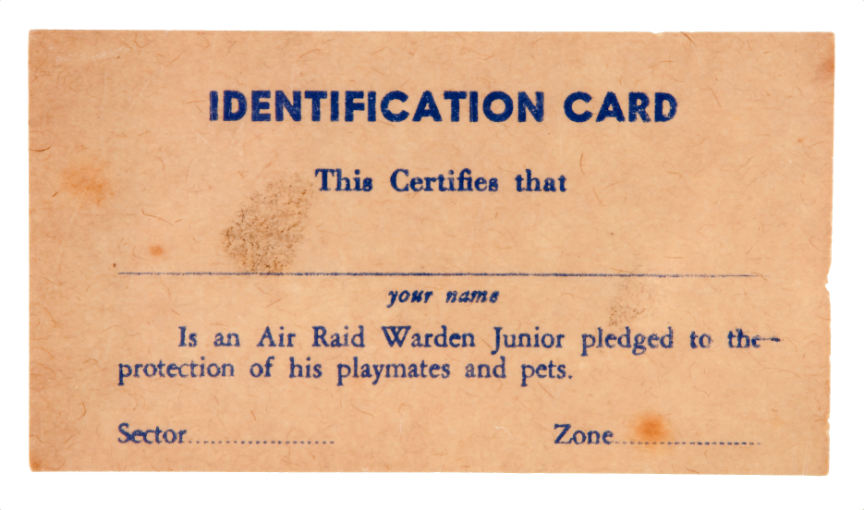 IDENTIFICATION CARD
This Certifies that
your name
Is an Air Raid Warden Junior pledged to the
protection of his playmates and pets.
Sector.................... Zone....................